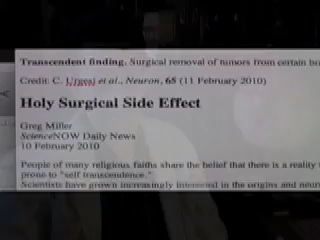 Transcendent finding. Surgical removal of tumors from certain
Credit: C. Urgesi et al., Neuron, 65 (11 February 2010)
Holy Surgical Side Effect
Greg Miller
ScienceNOW Daily News
10 February 2010
People of many religious faiths share the belief that there is a reality
prone to "self transcendence."
Scientists have grown increasingly interested in the origins and